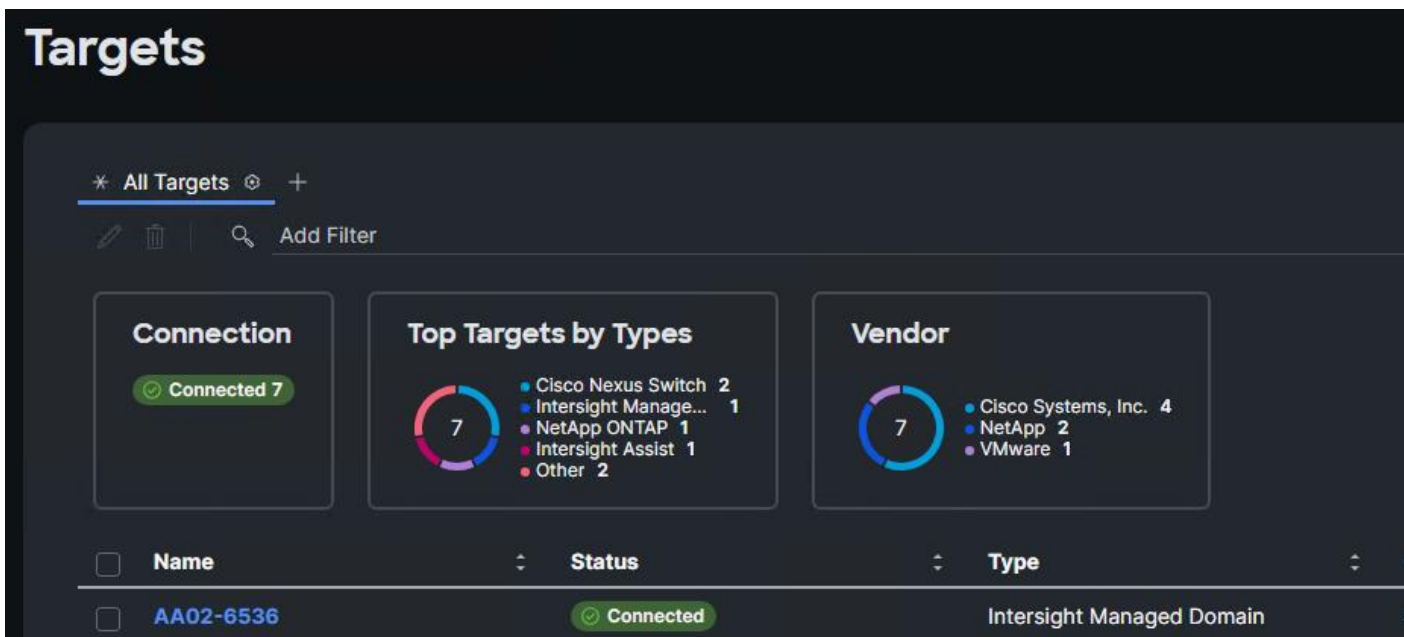 Targets
All Targets
Add Filter
Connection
Connected 7
Top Targets by Types
7
Cisco Nexus Switch 2
Intersight Manage... 1
NetApp ONTAP 1
Intersight Assist 1
Other 2
Vendor
7
Cisco Systems, Inc. 4
NetApp 2
VMware 1
Name Status Type
AA02-6536 Connected Intersight Managed Domain